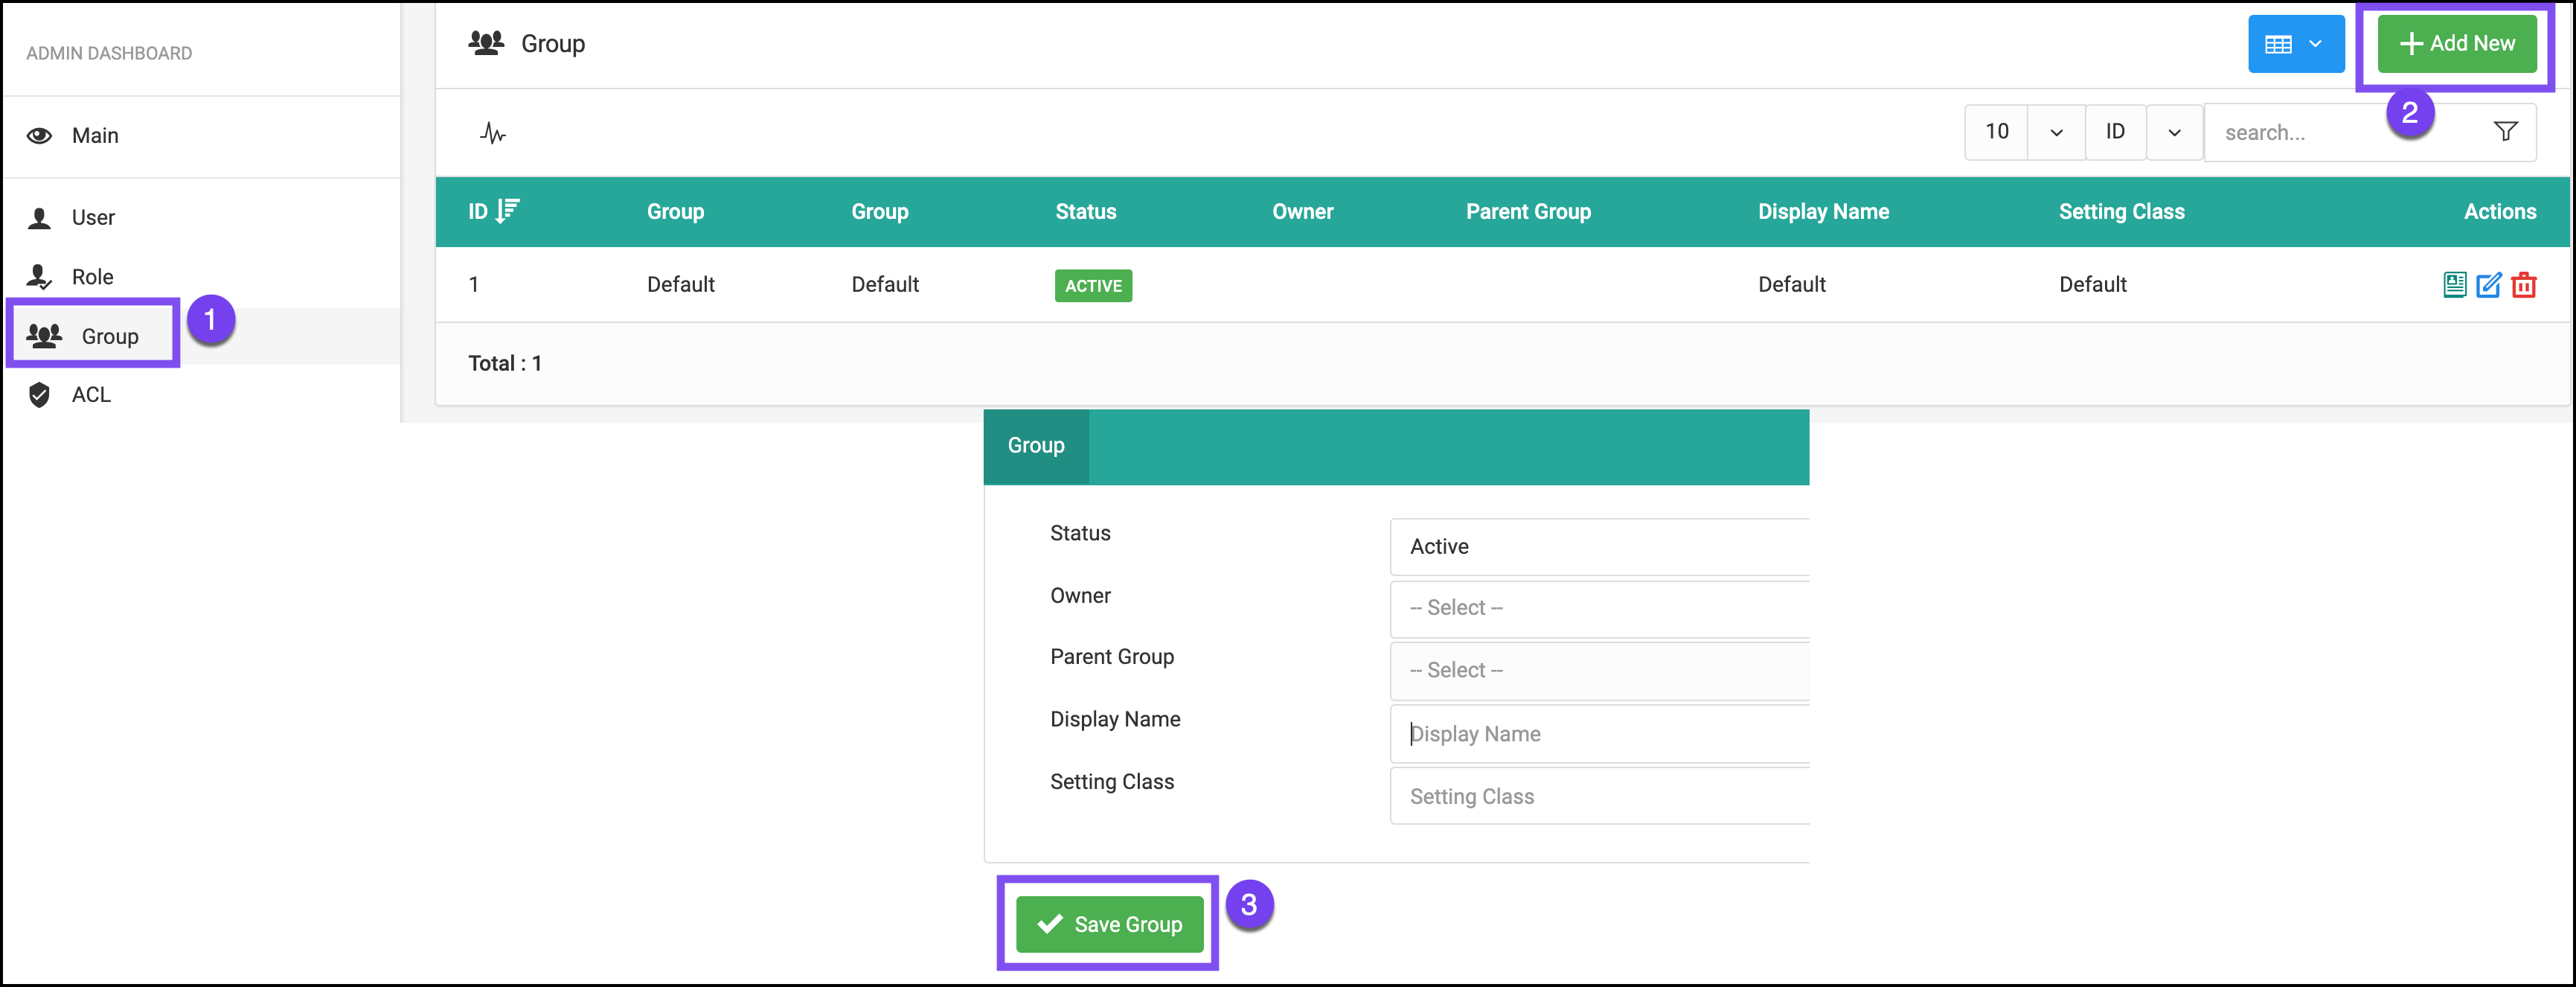 ADMIN DASHBOARD
Main
User
Role
Group
1
ACL
Group
Add New
2
10 ID search...
ID Group Group Status Owner Parent Group Display Name Setting Class Actions
1 Default Default ACTIVE Default Default
Total : 1
Group
Status Active
Owner -- Select --
Parent Group -- Select --
Display Name Display Name
Setting Class Setting Class
Save Group
3